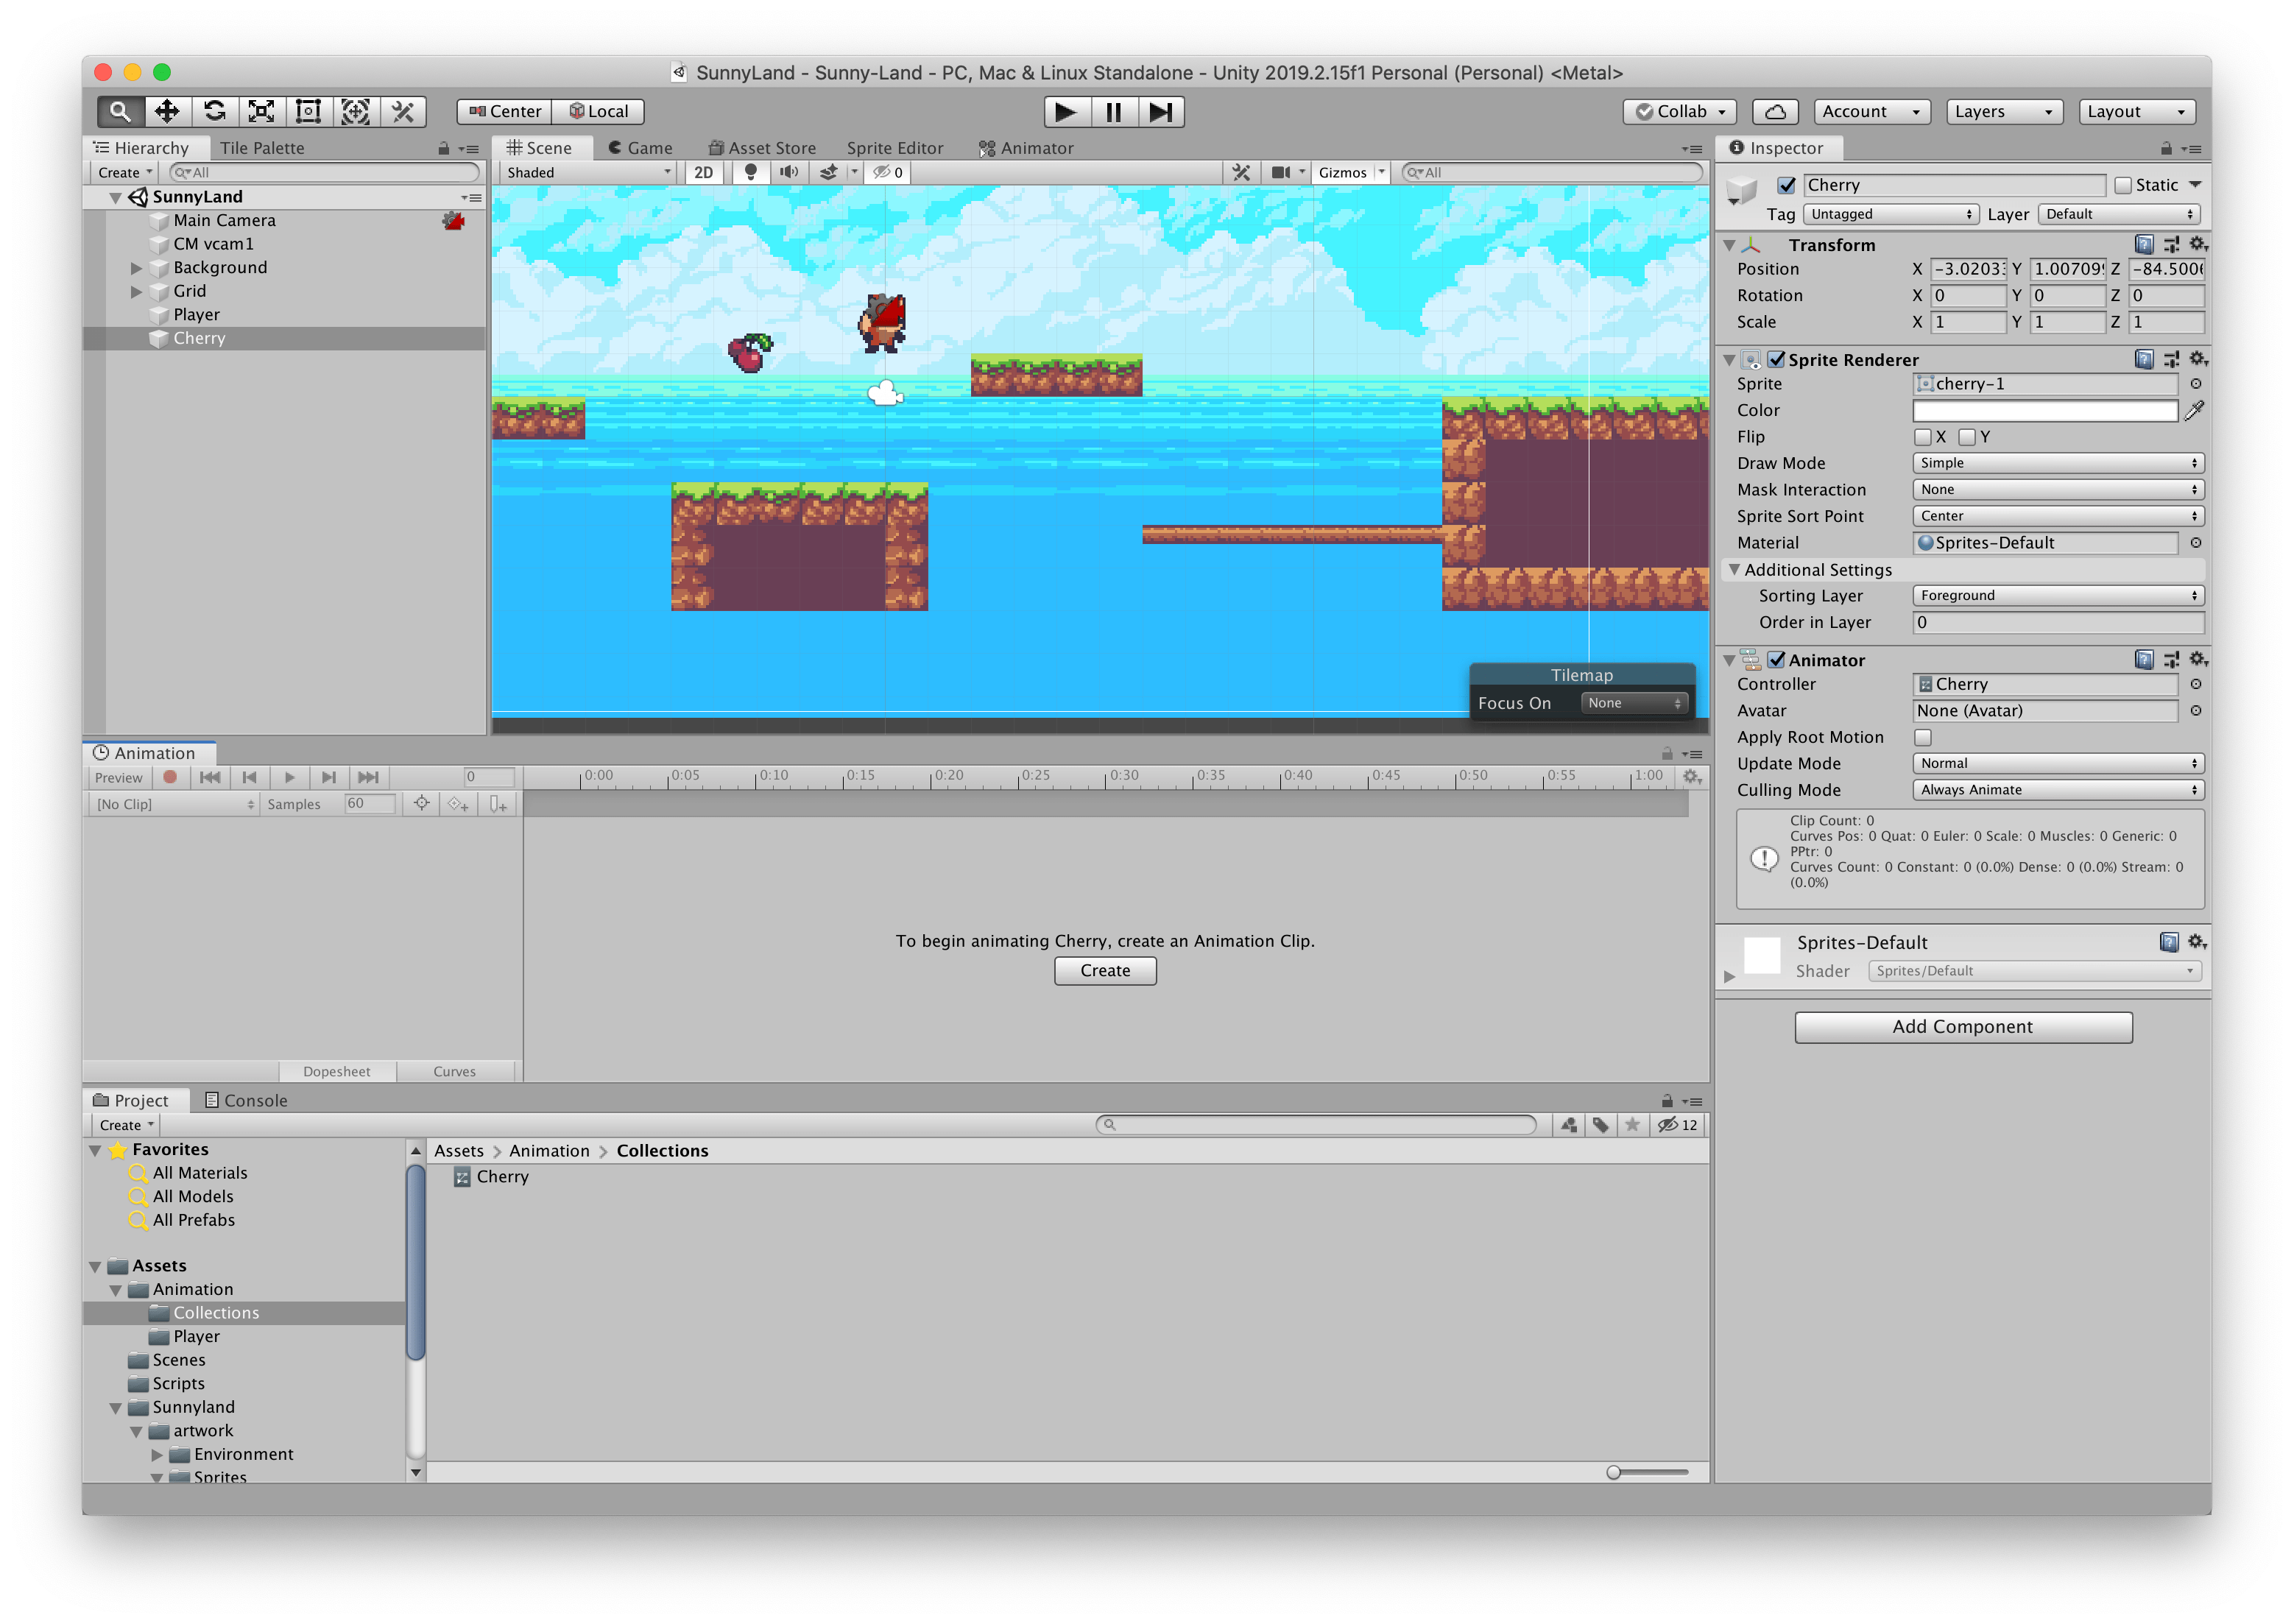 SunnyLand - Sunny-Land - PC, Mac & Linux Standalone - Unity 2019.2.15f1 Personal (Personal) <Metal>
Center Local Collab Account Layers Layout
Hierarchy Tile Palette
Create All
SunnyLand
Main Camera
CM vcam1
Background
Grid
Player
Cherry
Scene Game Asset Store Sprite Editor Animator
Shaded 2D 0 Gizmos All
Tilemap
Focus On None
Inspector
Cherry Static
Tag Untagged Layer Default
Transform
Position X -3.0203 Y 1.00709 Z -84.500
Rotation X 0 Y 0 Z 0
Scale X 1 Y 1 Z 1
Sprite Renderer
Sprite cherry-1
Color
Flip X Y
Draw Mode Simple
Mask Interaction None
Sprite Sort Point Center
Material Sprites-Default
Additional Settings
Sorting Layer Foreground
Order in Layer 0
Animator
Controller Cherry
Avatar None (Avatar)
Apply Root Motion
Update Mode Normal
Culling Mode Always Animate
Clip Count: 0
Curves Pos: 0 Quat: 0 Euler: 0 Scale: 0 Muscles: 0 Generic: 0
PPtr: 0
Curves Count: 0 Constant: 0 (0.0%) Dense: 0 (0.0%) Stream: 0
(0.0%)
Sprites-Default
Shader Sprites/Default
Add Component
Animation
Preview 0 0:00 0:05 0:10 0:15 0:20 0:25 0:30 0:35 0:40 0:45 0:50 0:55 1:00
[No Clip] Samples 60
To begin animating Cherry, create an Animation Clip.
Create
Dopesheet Curves
Project Console
Create 12
Favorites
All Materials
All Models
All Prefabs
Assets
Animation
Collections
Player
Scenes
Scripts
Sunnyland
artwork
Environment
Sprites
Assets > Animation > Collections
Cherry